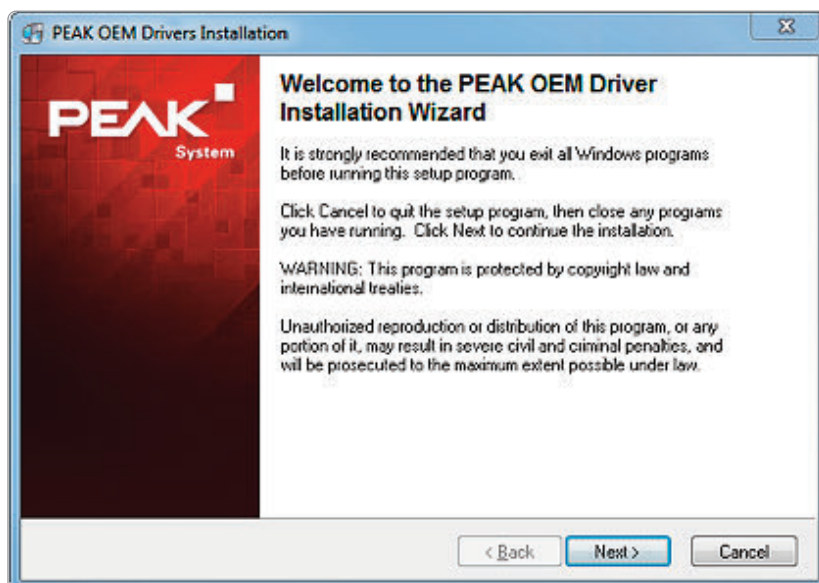 PEAK OEM Drivers Installation
PEAK
System
Welcome to the PEAK OEM Driver
Installation Wizard
It is strongly recommended that you exit all Windows programs
before running this setup program.
Click Cancel to quit the setup program, then close any programs
you have running. Click Next to continue the installation.
WARNING: This program is protected by copyright law and
international treaties.
Unauthorized reproduction or distribution of this program, or any
portion of it, may result in severe civil and criminal penalties, and
will be prosecuted to the maximum extent possible under law.
< Back Next > Cancel